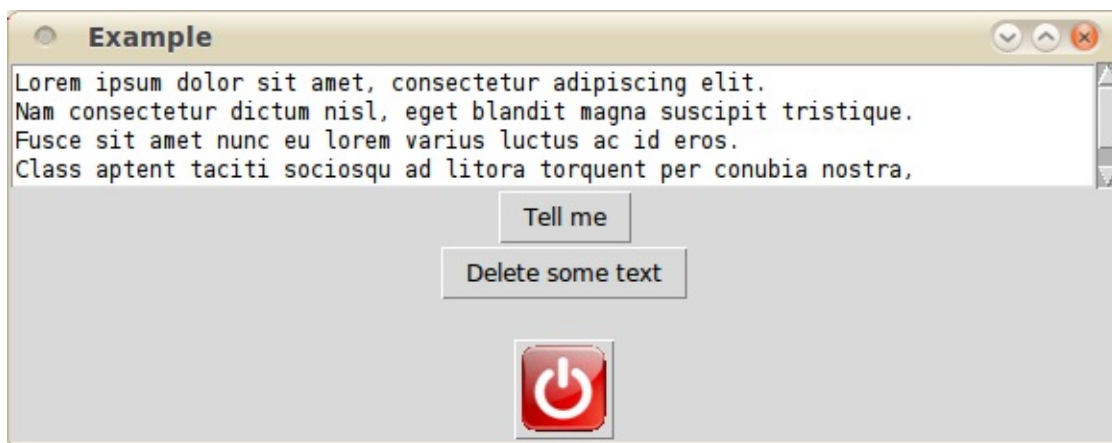 Example
Lorem ipsum dolor sit amet, consectetur adipiscing elit.
Nam consectetur dictum nisl, eget blandit magna suscipit tristique.
Fusce sit amet nunc eu lorem varius luctus ac id eros.
Class aptent taciti sociosqu ad litora torquent per conubia nostra,
Tell me
Delete some text